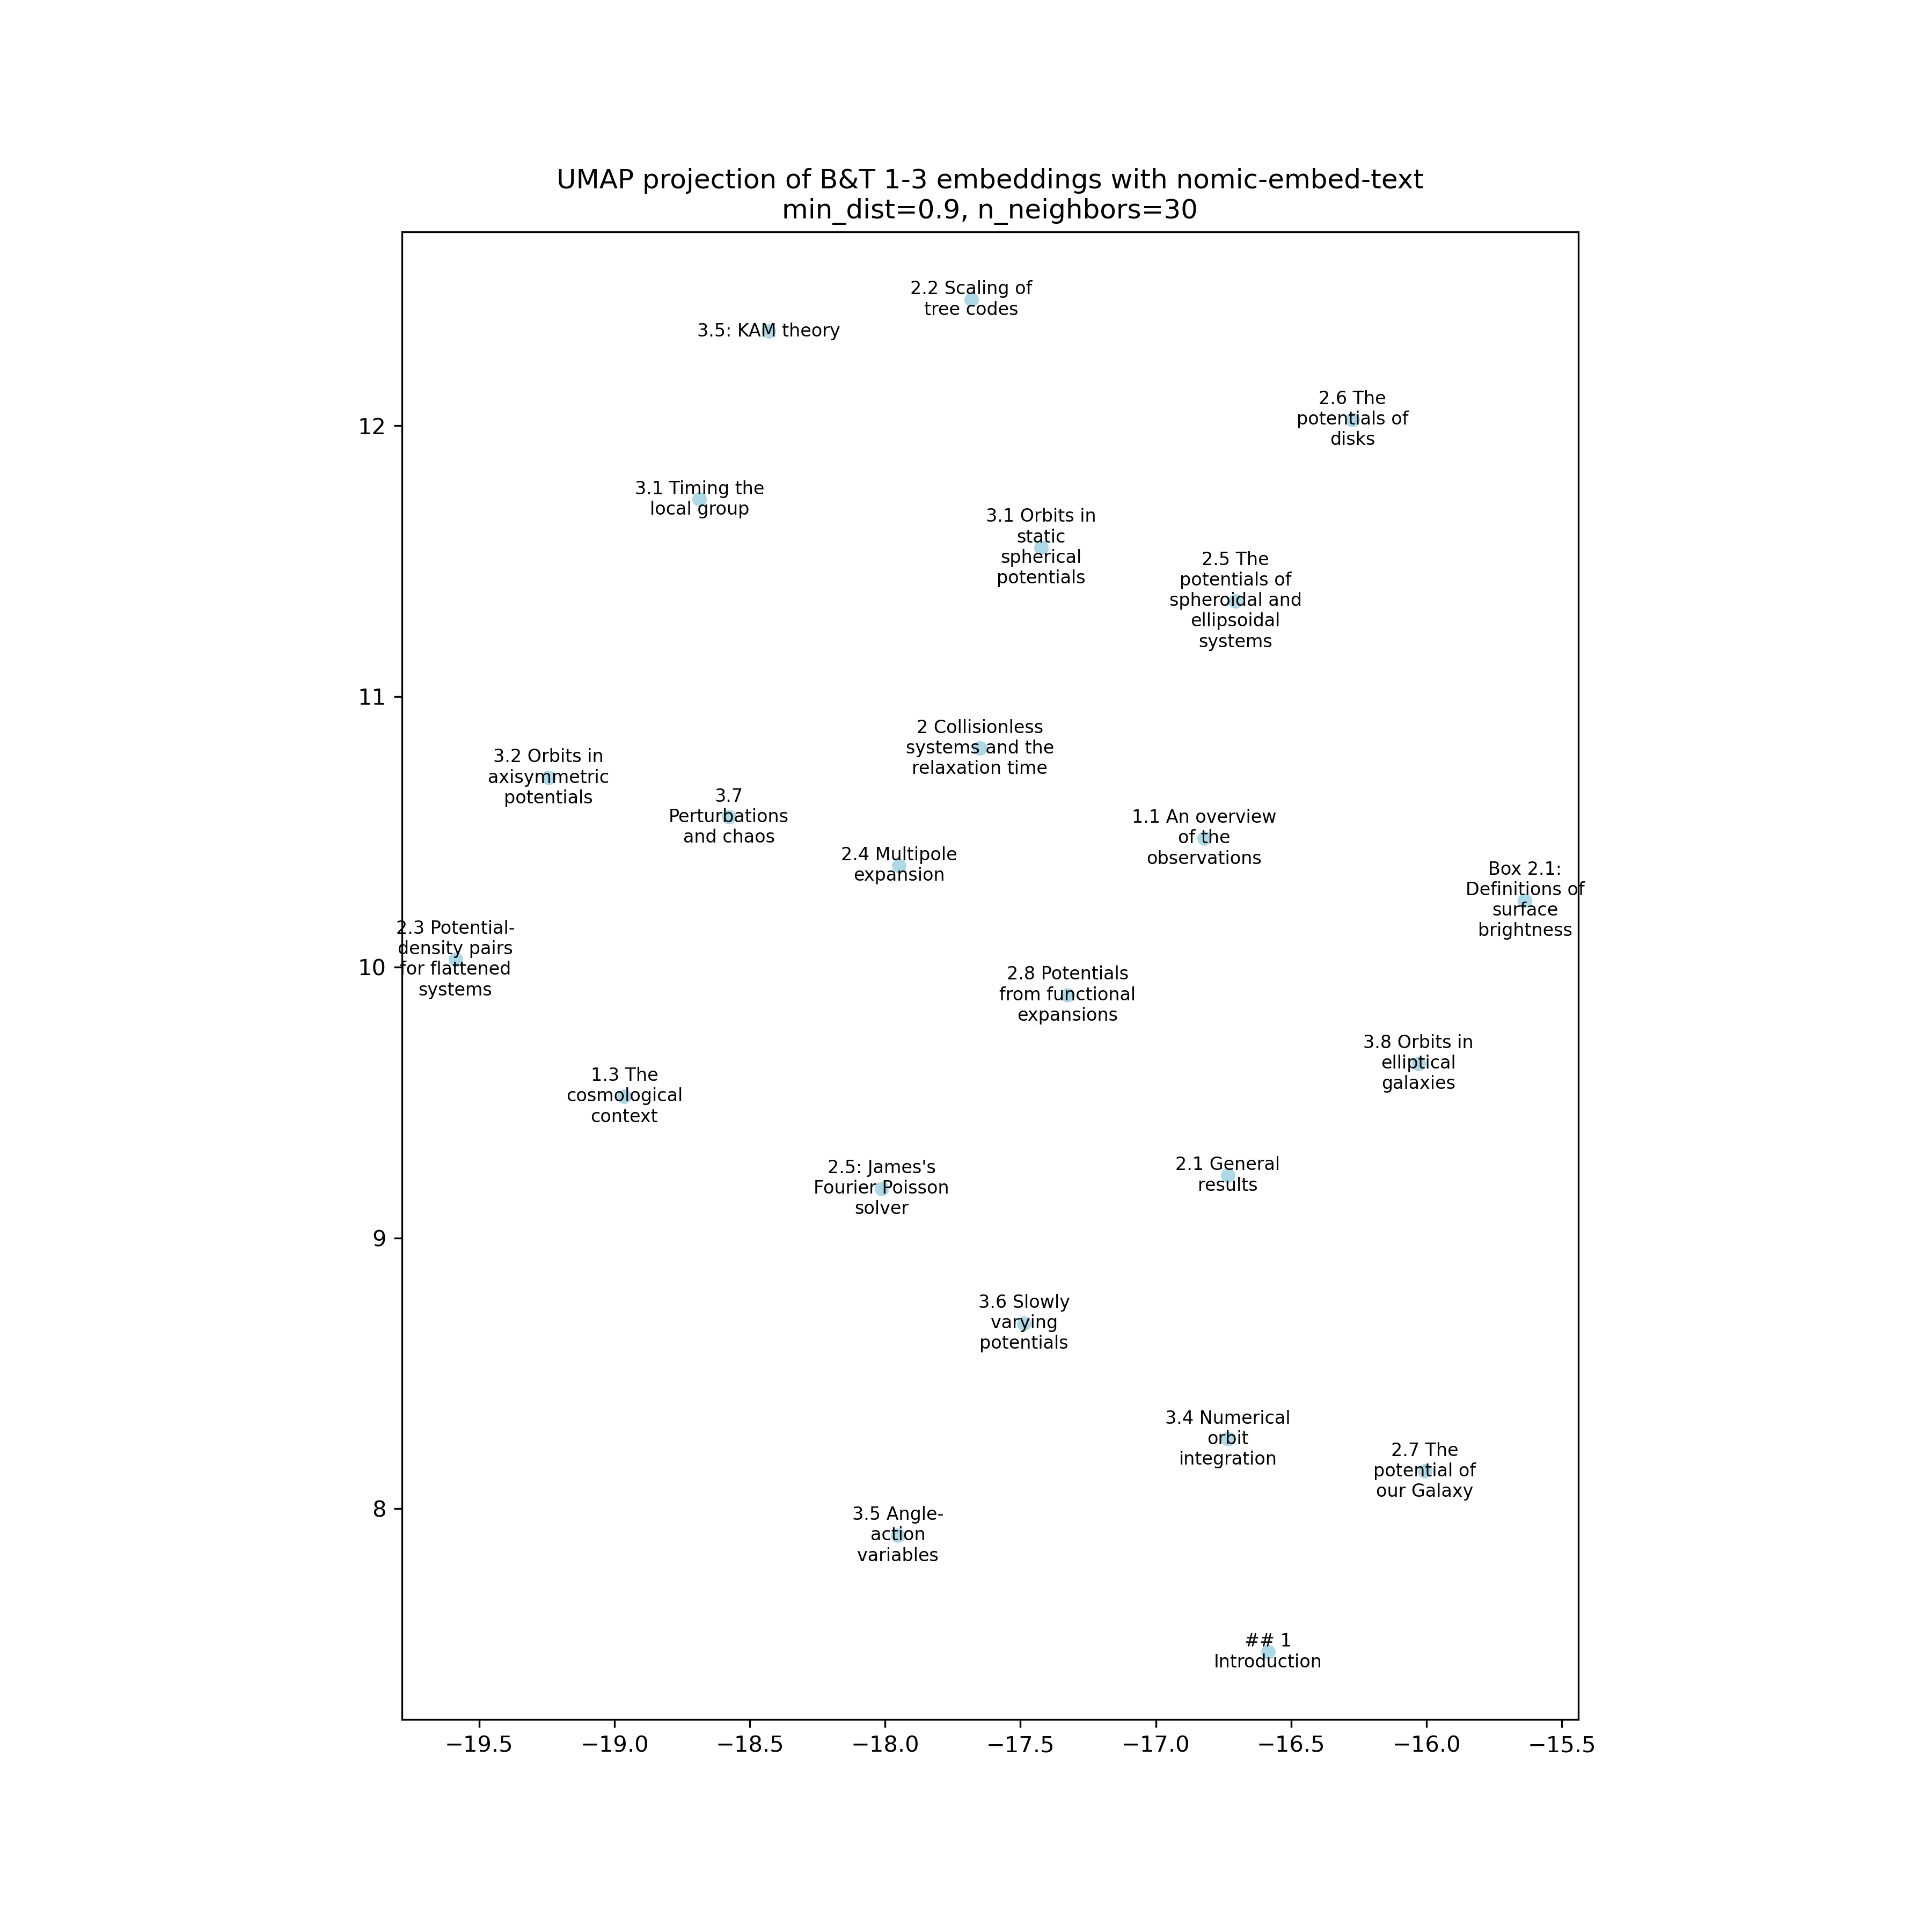 UMAP projection of B&T 1-3 embeddings with nomic-embed-text
min_dist=0.9, n_neighbors=30
2.2 Scaling of
tree codes
3.5: KAM theory
2.6 The
potentials of
disks
12
3.1 Timing the
local group
3.1 Orbits in
static
spherical
potentials
2.5 The
potentials of
spheroidal and
ellipsoidal
systems
11
2 Collisionless
systems and the
relaxation time
3.2 Orbits in
axisymmetric
potentials
3.7
Perturbations
and chaos
1.1 An overview
of the
observations
2.4 Multipole
expansion
Box 2.1:
Definitions of
surface
brightness
2.3 Potential-
density pairs
for flattened
systems
10
2.8 Potentials
from functional
expansions
3.8 Orbits in
elliptical
galaxies
1.3 The
cosmological
context
2.5: James's
Fourier Poisson
solver
2.1 General
results
9
3.6 Slowly
varying
potentials
3.4 Numerical
orbit
integration
2.7 The
potential of
our Galaxy
8
3.5 Angle-
action
variables
## 1
Introduction
−19.5 −19.0 −18.5 −18.0 −17.5 −17.0 −16.5 −16.0 −15.5